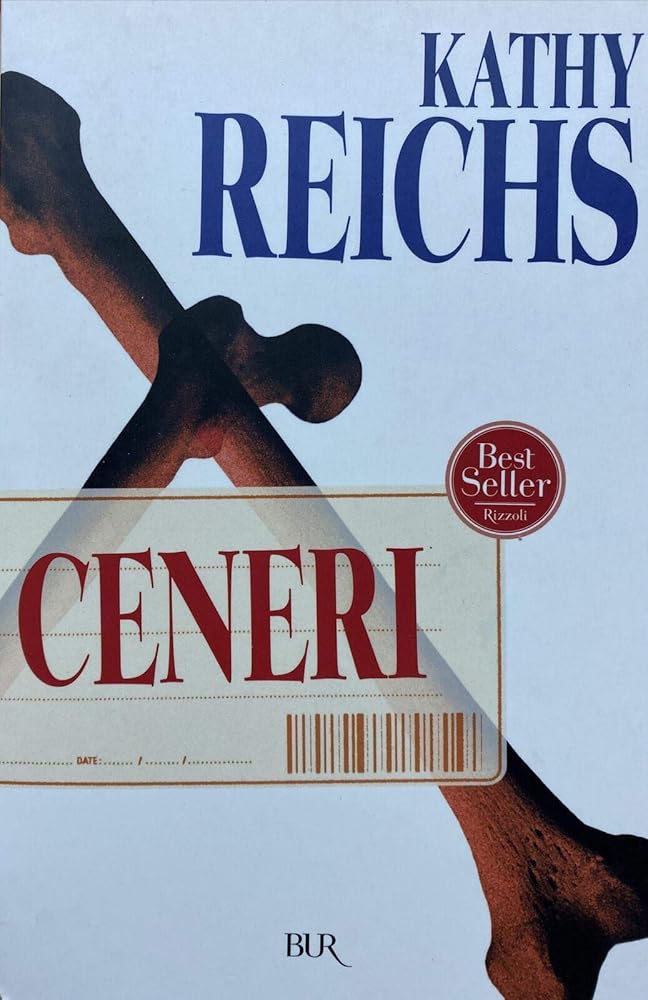 KATHY
REICHS
Best
Seller
Rizzoli
CENERI
DATE:....... / ......../ ................
BUR